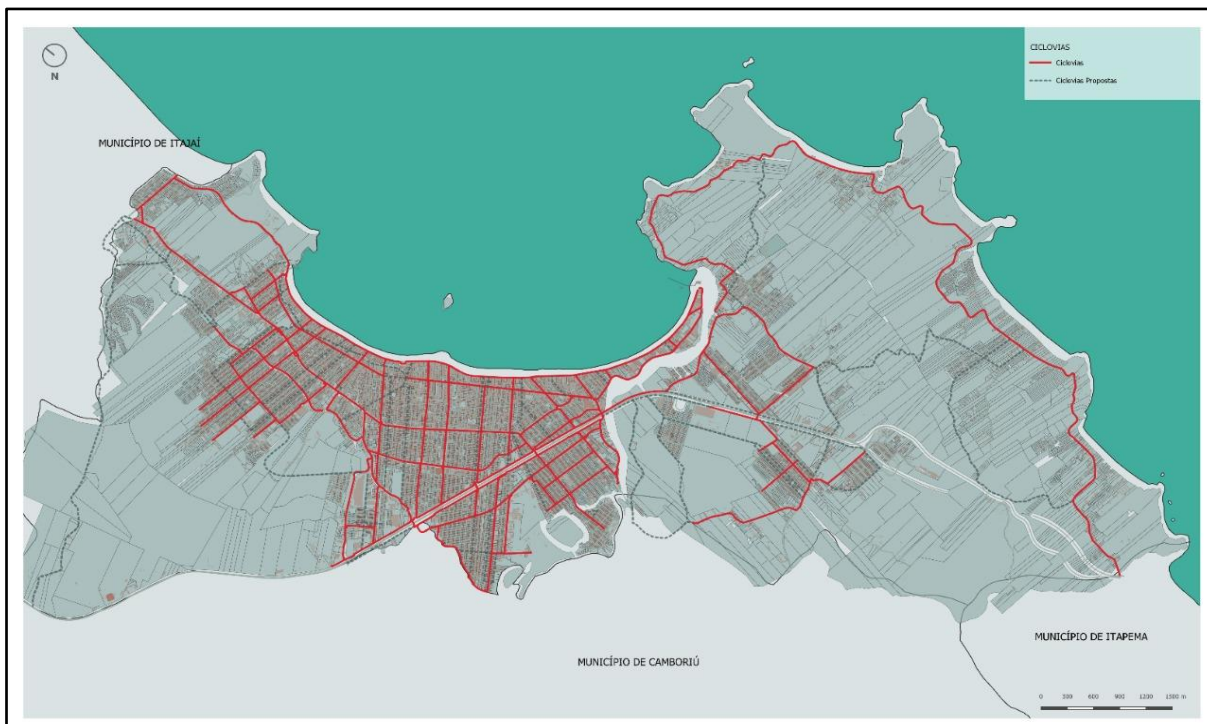 N
MUNICÍPIO DE ITAJAÍ
CICLOVIAS
Ciclovias
Ciclovias Propostas
MUNICÍPIO DE ITAPEMA
MUNICÍPIO DE CAMBORIÚ
0 300 600 900 1200 1500 m